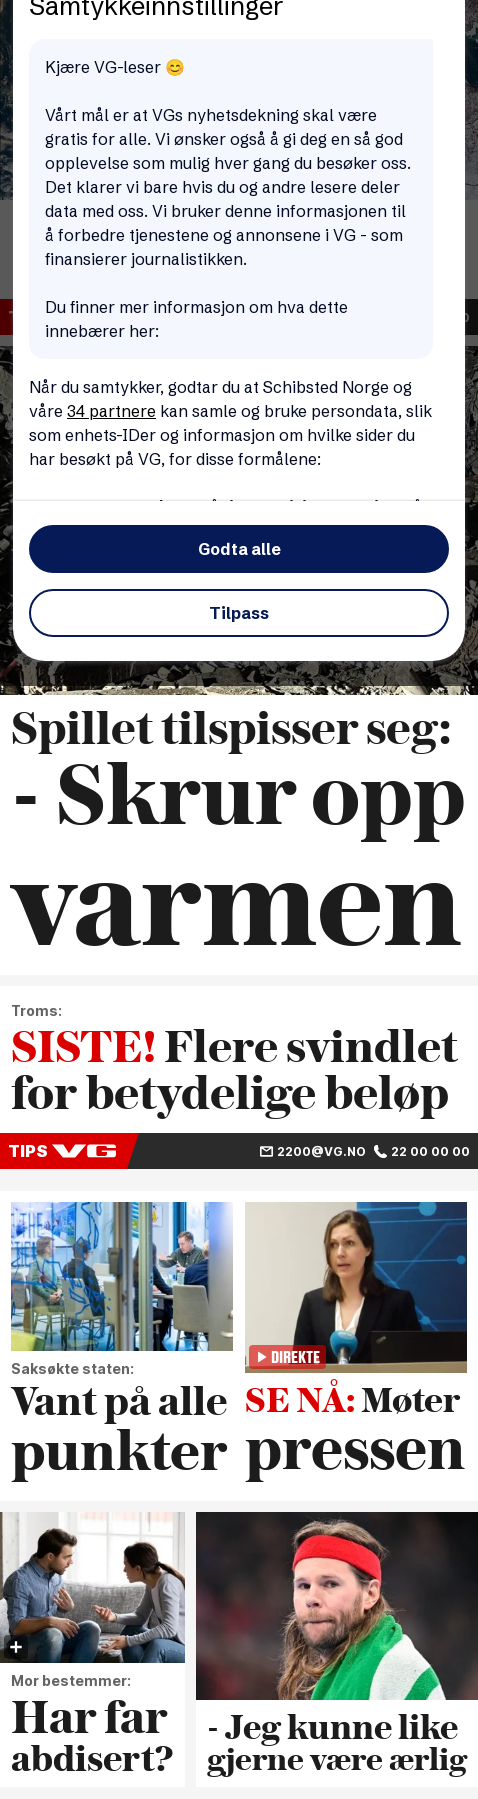 Samtykkeinnstillinger
Kjære VG-leser 😊
Vårt mål er at VGs nyhetsdekning skal være
gratis for alle. Vi ønsker også å gi deg en så god
opplevelse som mulig hver gang du besøker oss.
Det klarer vi bare hvis du og andre lesere deler
data med oss. Vi bruker denne informasjonen til
å forbedre tjenestene og annonsene i VG - som
finansierer journalistikken.
Du finner mer informasjon om hva dette
innebærer her:
Når du samtykker, godtar du at Schibsted Norge og
våre 34 partnere kan samle og bruke persondata, slik
som enhets-IDer og informasjon om hvilke sider du
har besøkt på VG, for disse formålene:
Godta alle
Tilpass
Spillet tilspisser seg:
- Skrur opp
varmen
Troms:
SISTE! Flere svindlet
for betydelige beløp
TIPS VG 2200@VG.NO 22 00 00 00
Saksøkte staten:
Vant på alle
punkter
DIREKTE
SE NÅ: Møter
pressen
Mor bestemmer:
Har far
abdisert?
- Jeg kunne like
gjerne være ærlig